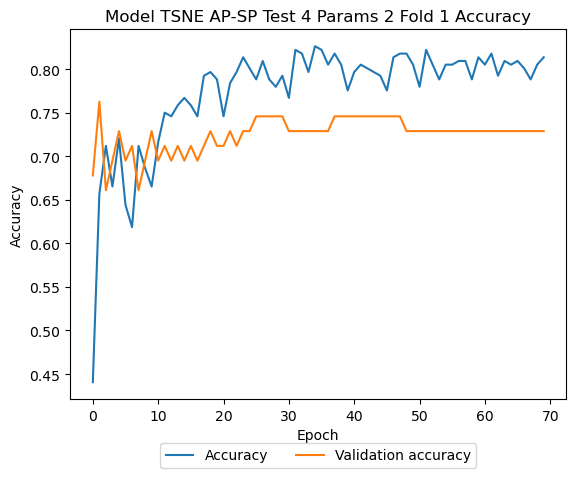 Model TSNE AP-SP Test 4 Params 2 Fold 1 Accuracy
0.80
0.75
0.70
0.65
0.60
0.55
0.50
0.45
Accuracy
0 10 20 30 40 50 60 70
Epoch
Accuracy Validation accuracy